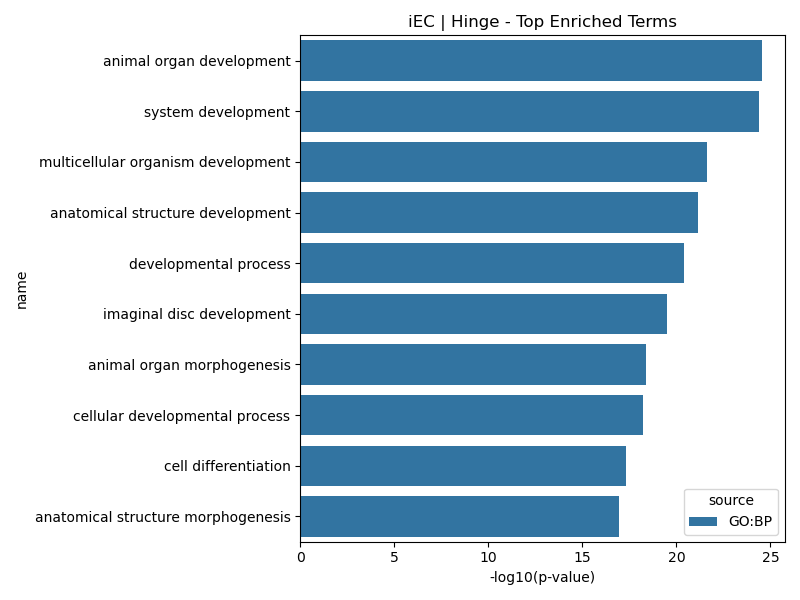 iEC | Hinge - Top Enriched Terms
animal organ development
system development
multicellular organism development
anatomical structure development
developmental process
imaginal disc development
animal organ morphogenesis
cellular developmental process
cell differentiation
anatomical structure morphogenesis
name
source
GO:BP
0 5 10 15 20 25
-log10(p-value)